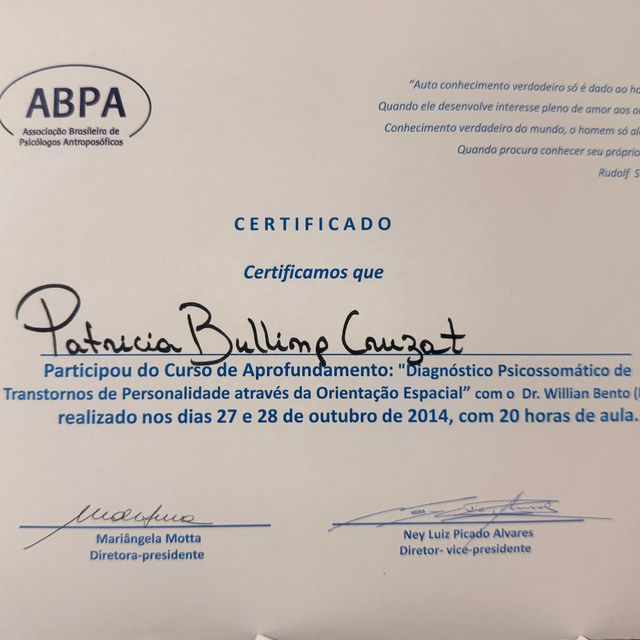 ABPA
Associação Brasileira de
Psicólogos Antroposóficos
"Auto conhecimento verdadeiro só é dado ao
Quando ele desenvolve interesse pleno de amor aos
Conhecimento verdadeiro do mundo, o homem só
Quando procura conhecer seu próprio
Rudolf
CERTIFICADO
Certificamos que
Patricia Bulling Cruzat
Participou do Curso de Aprofundamento: "Diagnóstico Psicossomático de
Transtornos de Personalidade através da Orientação Espacial" com o Dr. Willian Bento
realizado nos dias 27 e 28 de outubro de 2014, com 20 horas de aula.
Mariângela Motta
Diretora-presidente
Ney Luiz Picado Alvares
Diretor- vice-presidente